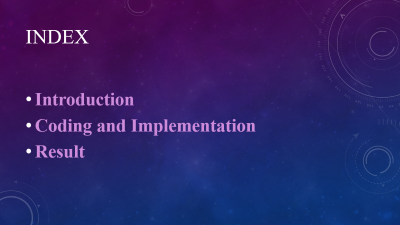 INDEX
• Introduction
• Coding and Implementation
• Result